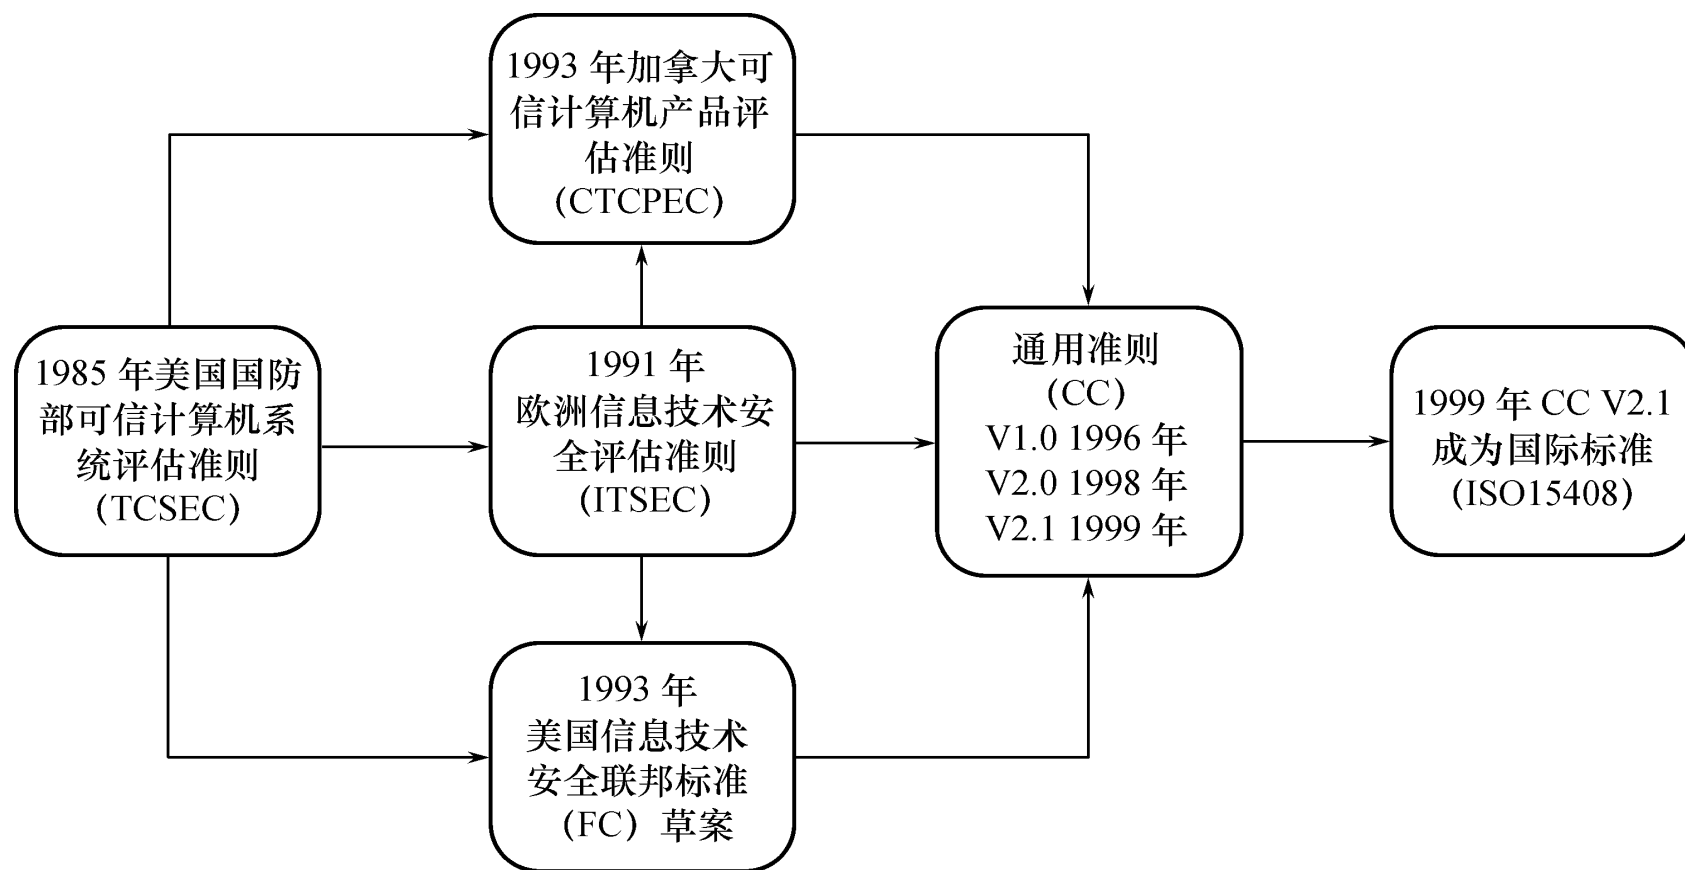 1993 年加拿大可
信计算机产品评
估准则
（CTCPEC）
1985 年美国国防
部可信计算机系
统评估准则
（TCSEC）
1991 年
欧洲信息技术安
全评估准则
（ITSEC）
通用准则
（CC）
V1.0 1996 年
V2.0 1998 年
V2.1 1999 年
1999 年 CC V2.1
成为国际标准
（ISO15408）
1993 年
美国信息技术
安全联邦标准
（FC）草案